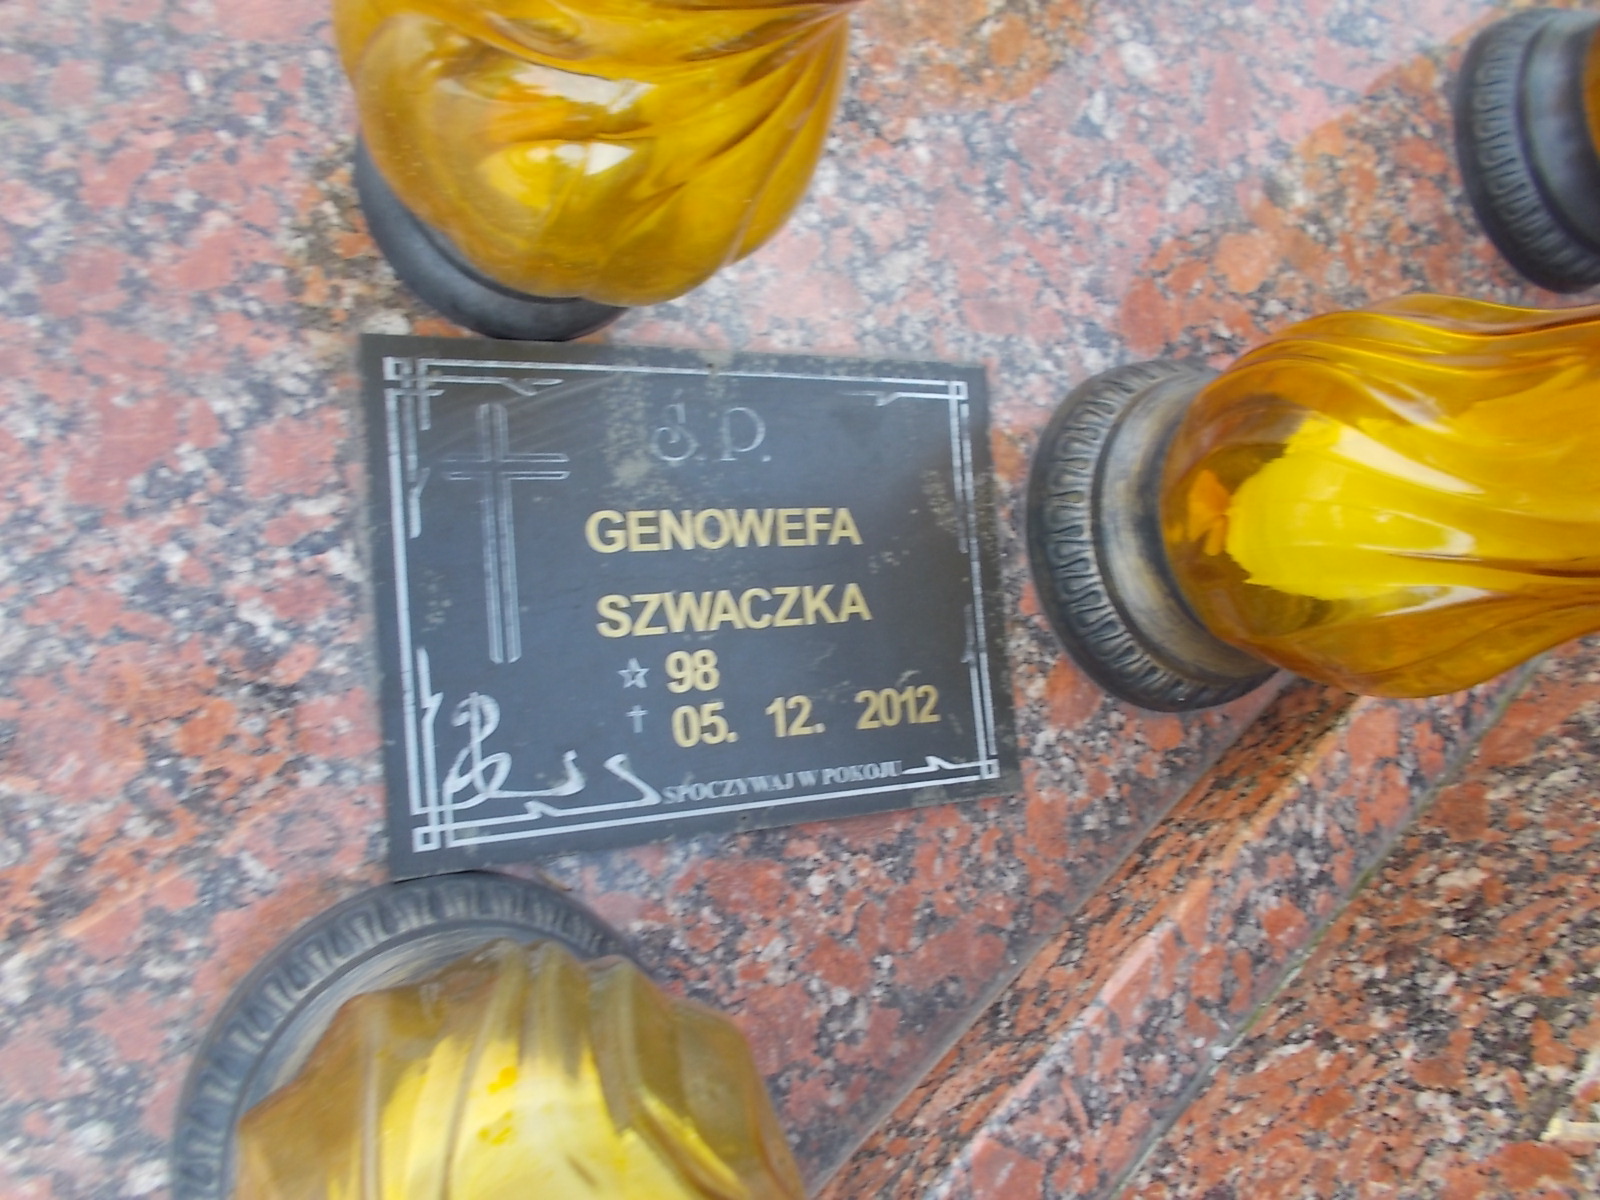 Ś.P.
GENOWEFA
SZWACZKA
☆ 98
† 05. 12. 2012
SPOCZYWAJ W POKOJU